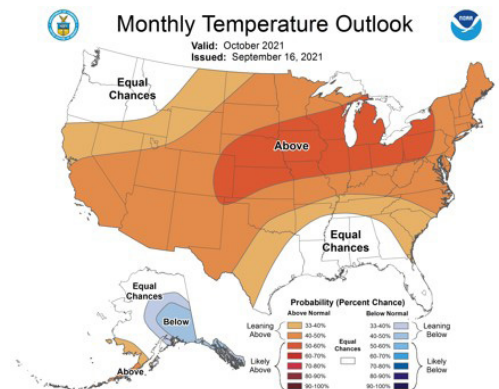 Monthly Temperature Outlook
NOAA
Valid: October 2021
Issued: September 16, 2021
Equal
Chances
Above
Equal
Chances
Equal
Chances
Below
Above
Probability (Percent Chance)
Above Normal
Below Normal
Leaning
Above
33-40%
40-50%
50-60%
Likely
Above
60-70%
70-80%
80-90%
90-100%
Equal
Chances
33-40%
40-50%
50-60%
Leaning
Below
60-70%
70-80%
80-90%
90-100%
Likely
Below